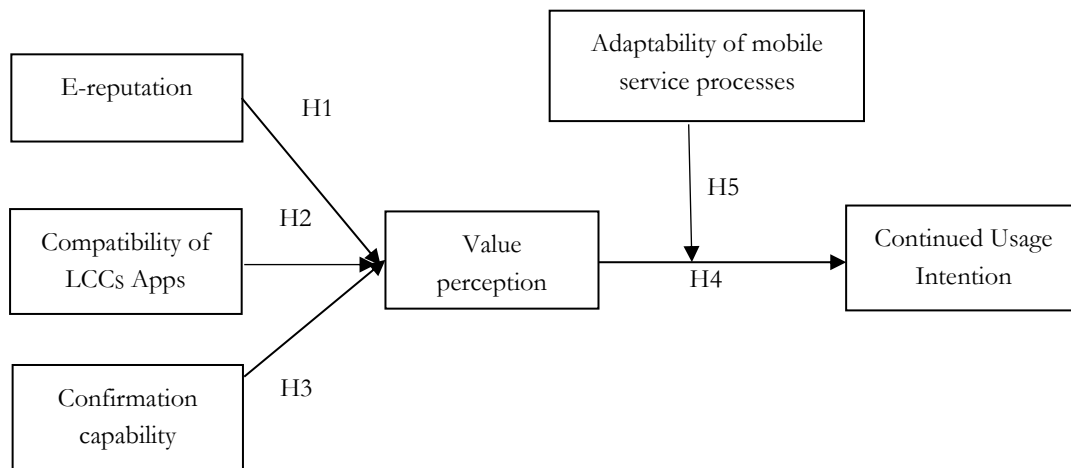 Adaptability of mobile
service processes
E-reputation
H1
H5
H2
Compatibility of
LCCs Apps
Value
perception
Continued Usage
Intention
H4
H3
Confirmation
capability